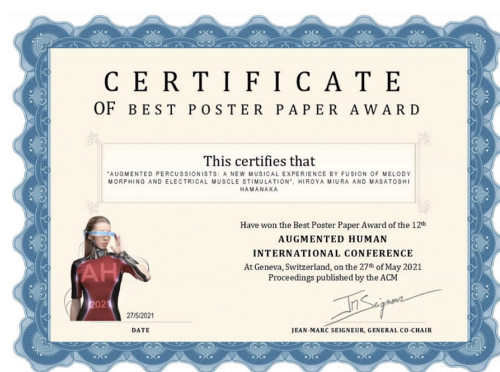 CERTIFICATE
OF BEST POSTER PAPER AWARD
This certifies that
"AUGMENTED PERCUSSIONISTS: A NEW MUSICAL EXPERIENCE BY FUSION OF MELODY
MORPHING AND ELECTRICAL MUSCLE STIMULATION", HIROYA MIURA AND MASATOSHI
HAMANAKA
Have won the Best Poster Paper Award of the 12th
AUGMENTED HUMAN
INTERNATIONAL CONFERENCE
At Geneva, Switzerland, on the 27th of May 2021
Proceedings published by the ACM
AH
2021
27/5/2021
DATE
JM Seigneur
JEAN-MARC SEIGNEUR, GENERAL CO-CHAIR